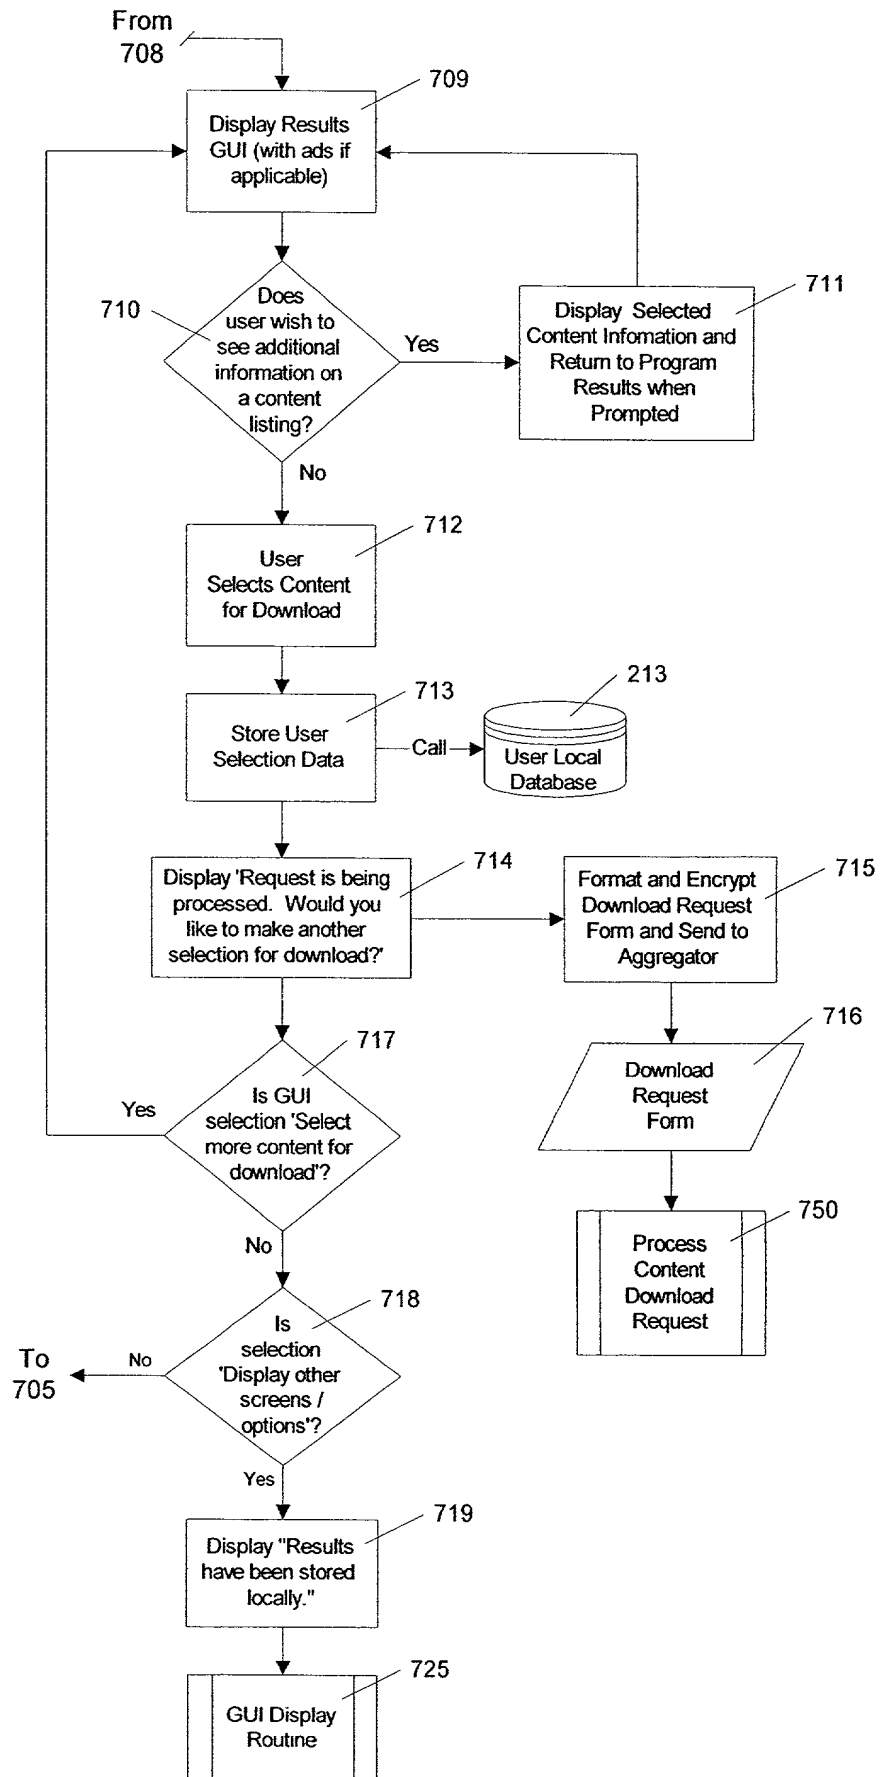 From
708
709
Display Results
GUI (with ads if
applicable)
710
Does
user wish to
see additional
information on
a content
listing?
Yes
No
711
Display Selected
Content Infomation and
Return to Program
Results when
Prompted
712
User
Selects Content
for Download
713
Store User
Selection Data
Call
213
User Local
Database
714
Display 'Request is being
processed. Would you
like to make another
selection for download?'
715
Format and Encrypt
Download Request
Form and Send to
Aggregator
716
Download
Request
Form
717
Is GUI
selection 'Select
more content for
download'?
Yes
No
750
Process
Content
Download
Request
718
Is
selection
'Display other
screens /
options'?
No
To
705
Yes
719
Display "Results
have been stored
locally."
725
GUI Display
Routine